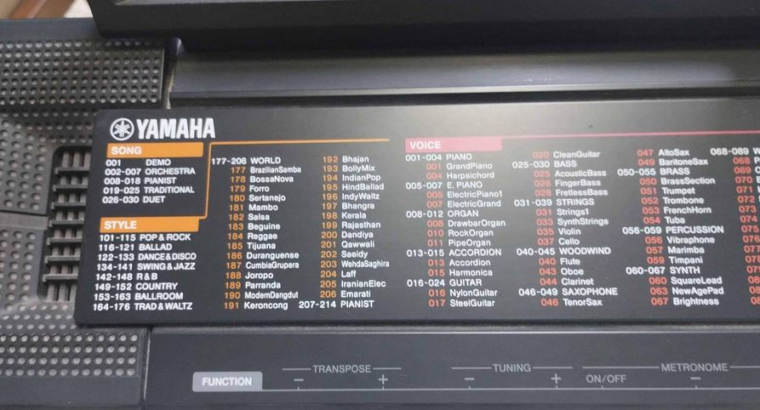 YAMAHA
SONG
001 DEMO
002-007 ORCHESTRA
008-018 PIANIST
019-025 TRADITIONAL
026-030 DUET
STYLE
101-115 POP & ROCK
116-121 BALLAD
122-133 DANCE & DISCO
134-141 SWING & JAZZ
142-148 R & B
149-152 COUNTRY
153-163 BALLROOM
164-176 TRAD & WALTZ
177-206 WORLD
177 BrazilianSamba
178 BossaNova
179 Forro
180 Sertanejo
181 Mambo
182 Salsa
183 Beguine
184 Reggae
185 Tijuana
186 Duranguense
187 CumbiaGrupera
188 Joropo
189 Parranda
190 ModernDangdut
191 Keroncong
192 Bhajan
193 BollyMix
194 IndianPop
195 HindBallad
196 IndyWaltz
197 Bhangra
198 Kerala
199 Rajasthan
200 Dandiya
201 Qawwali
202 Saeidy
203 WehdaSaghira
204 Laff
205 IranianElec
206 Emarati
207-214 PIANIST
VOICE
001-004 PIANO
001 GrandPiano
004 Harpsichord
005-007 E. PIANO
005 ElectricPiano1
007 ElectricGrand
008-012 ORGAN
008 DrawbarOrgan
010 RockOrgan
011 PipeOrgan
013-015 ACCORDION
013 Accordion
015 Harmonica
016-024 GUITAR
016 NylonGuitar
017 SteelGuitar
020 CleanGuitar
025-030 BASS
025 AcousticBass
026 FingerBass
028 FretlessBass
031-039 STRINGS
031 Strings1
033 SynthStrings
035 Violin
037 Cello
040-045 WOODWIND
040 Flute
043 Oboe
044 Clarinet
046-049 SAXOPHONE
046 TenorSax
047 AltoSax
049 BaritoneSax
050-055 BRASS
050 BrassSection
051 Trumpet
052 Trombone
053 FrenchHorn
054 Tuba
056-059 PERCUSSION
056 Vibraphone
057 Marimba
059 Timpani
060-067 SYNTH
060 SquareLead
063 NewAgePad
067 Brightness
068-089 W
068
069
070
071
072
073
FUNCTION
TRANSPOSE
- +
TUNING
- +
METRONOME
ON/OFF -